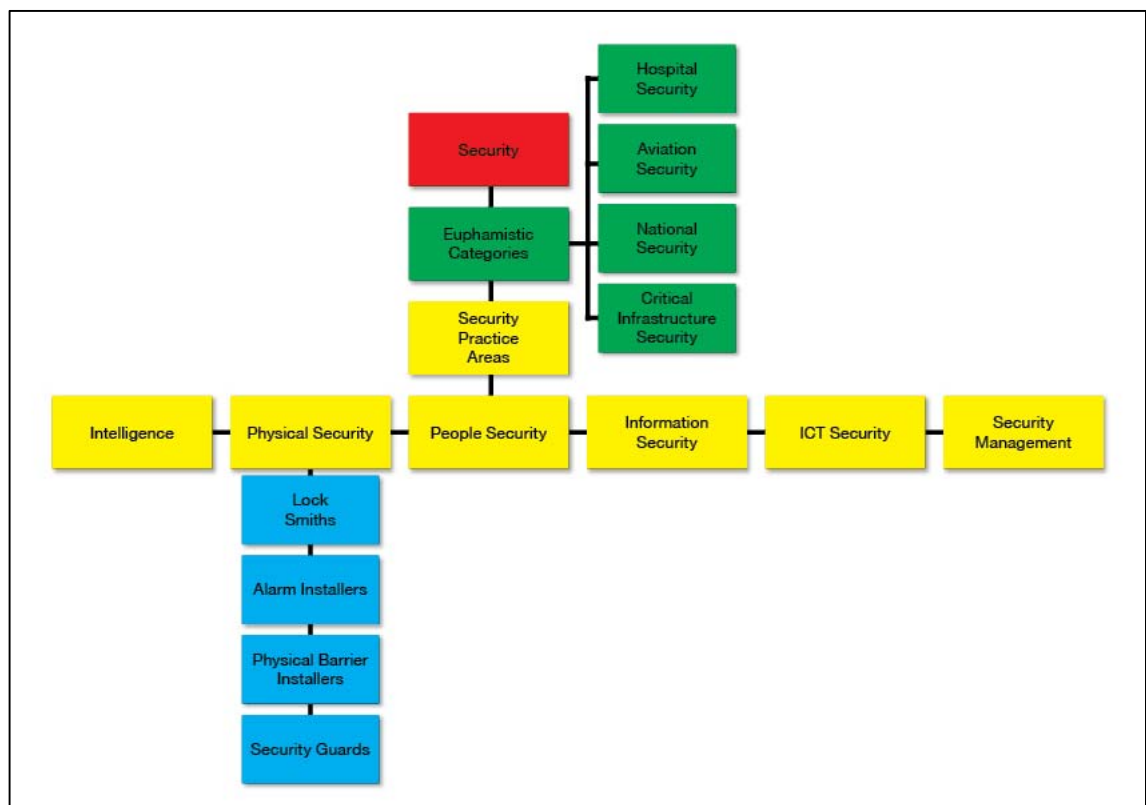 Hospital
Security
Security
Aviation
Security
Euphamistic
Categories
National
Security
Security
Practice
Areas
Critical
Infrastructure
Security
Intelligence
Physical Security
People Security
Information
Security
ICT Security
Security
Management
Lock
Smiths
Alarm Installers
Physical Barrier
Installers
Security Guards